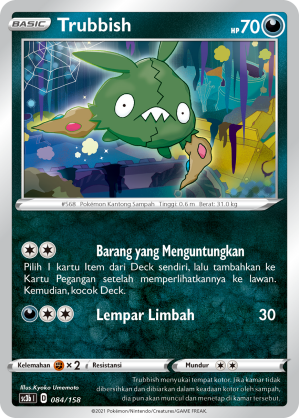 BASIC Trubbish HP 70
#568 Pokémon Kantong Sampah Tinggi: 0.6 m Berat: 31.0 kg
Barang yang Menguntungkan
Pilih 1 kartu Item dari Deck sendiri, lalu tambahkan ke
Kartu Pegangan setelah memperlihatkannya ke lawan.
Kemudian, kocok Deck.
Lempar Limbah 30
Kelemahan ×2 Resistansi Mundur
Illus. Kyoko Umemoto
sc3b I D 084/158
Trubbish menyukai tempat kotor. Jika kamar tidak
dibersihkan dan dibiarkan dalam keadaan kotor oleh sampah,
dia pun akan muncul dan menetap di kamar tersebut.
©2021 Pokémon/Nintendo/Creatures/GAME FREAK.